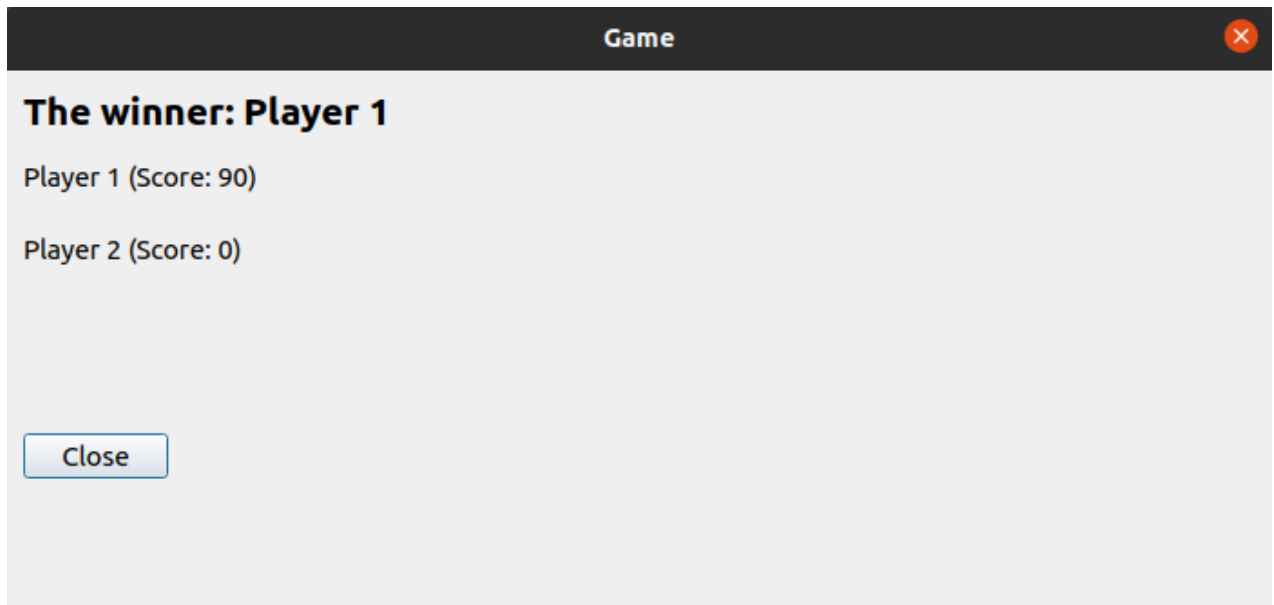 Game
The winner: Player 1
Player 1 (Score: 90)
Player 2 (Score: 0)
Close